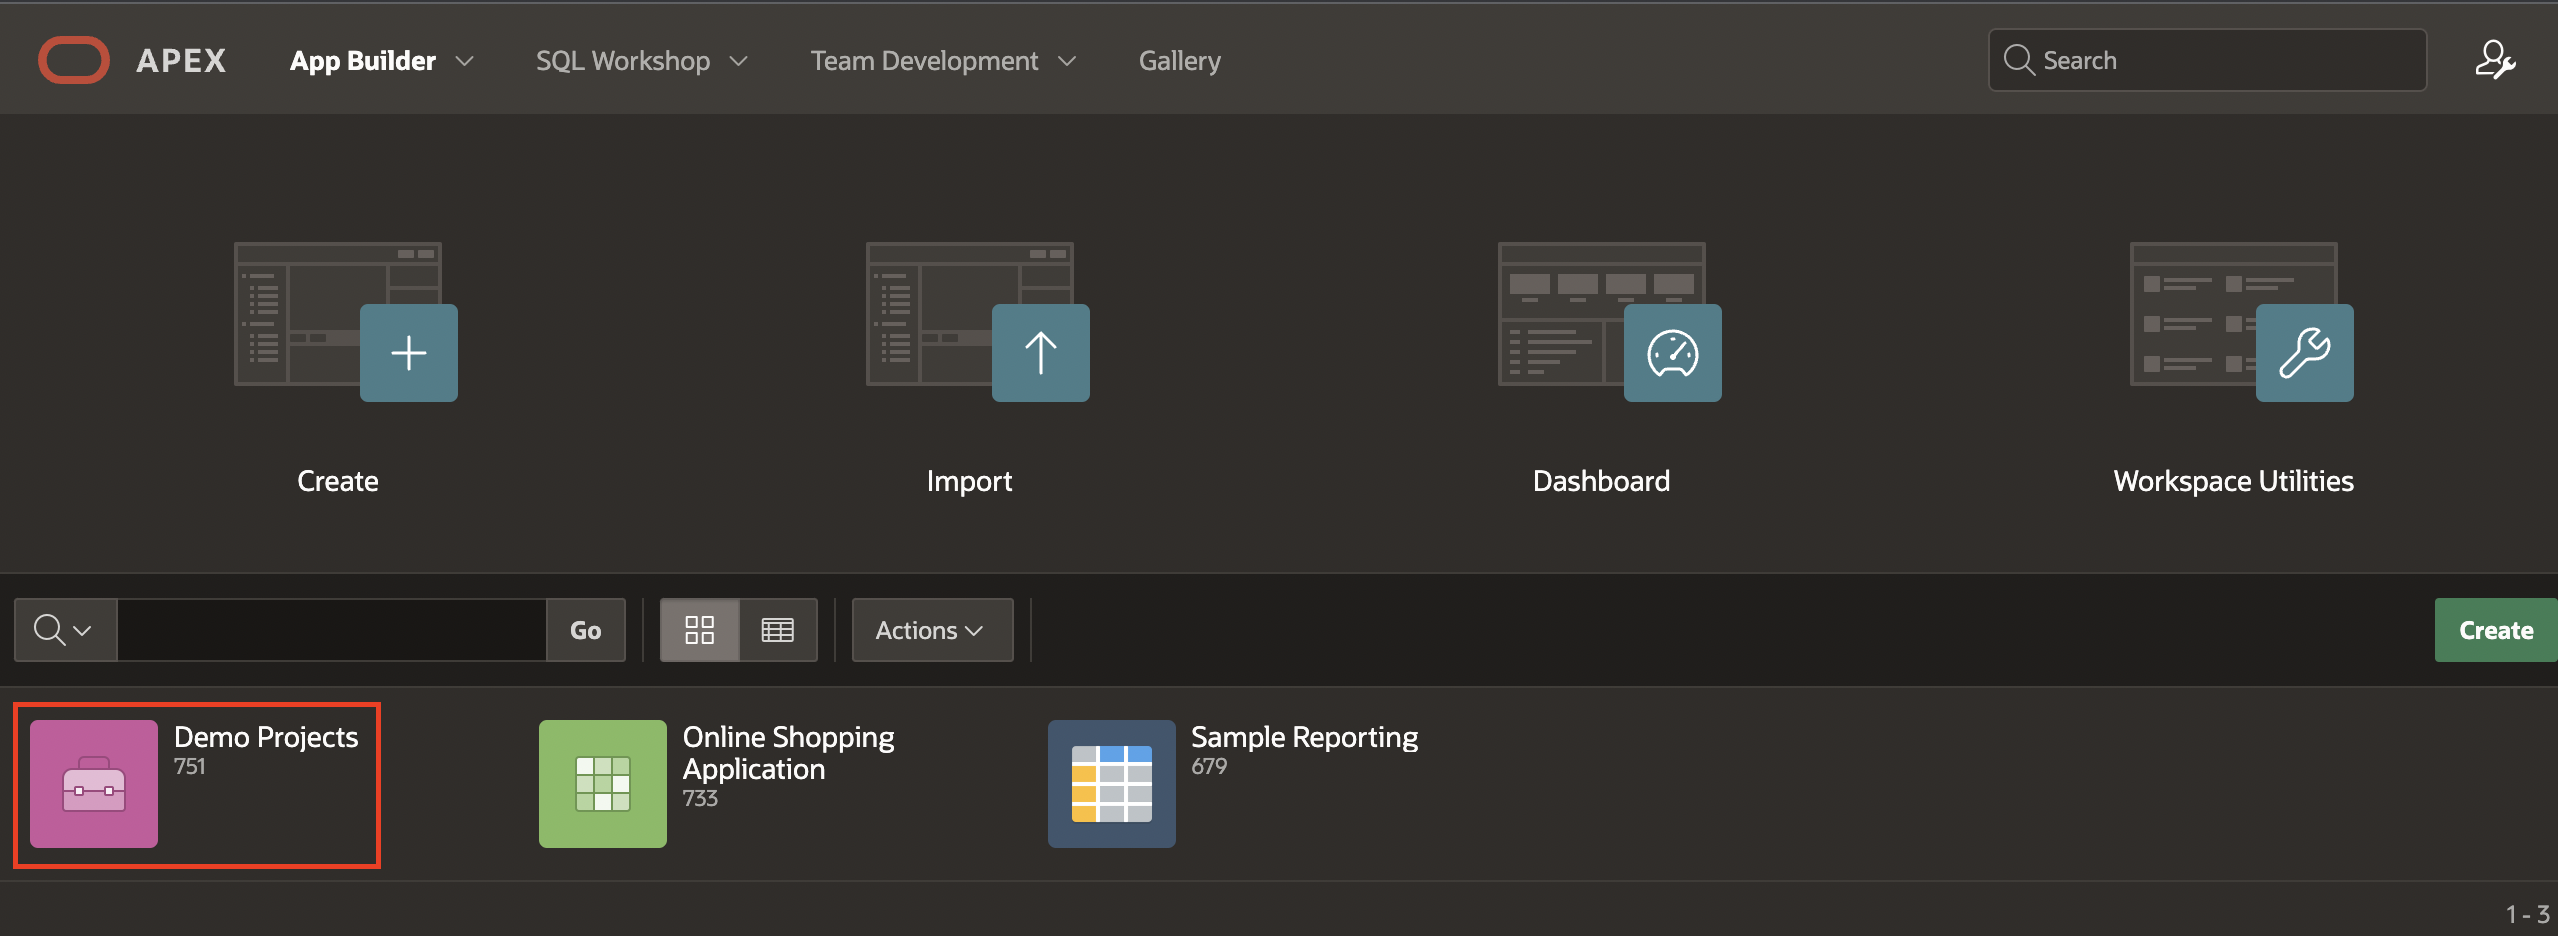 APEX App Builder SQL Workshop Team Development Gallery Search
Create Import Dashboard Workspace Utilities
Go Actions Create
Demo Projects
751
Online Shopping
Application
733
Sample Reporting
679
1 - 3